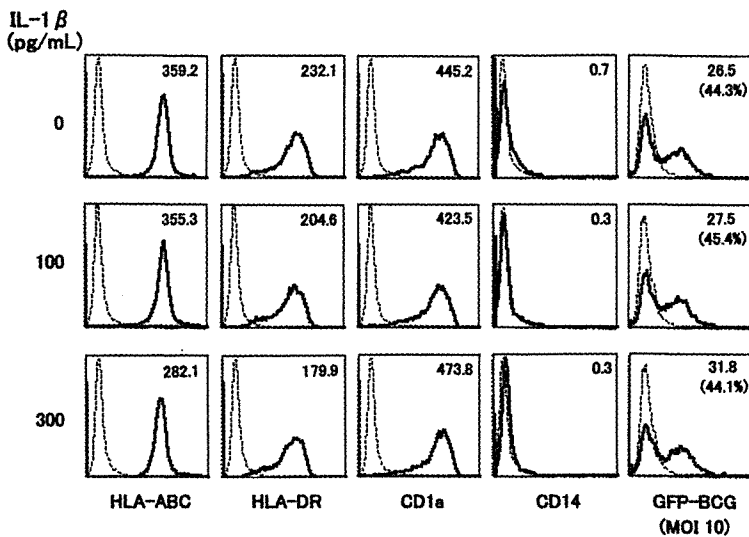 IL-1 β
(pg/mL)
0
359.2
232.1
445.2
0.7
26.5
(44.3%)
100
355.3
204.6
423.5
0.3
27.5
(45.4%)
300
282.1
179.9
473.8
0.3
31.8
(44.1%)
HLA-ABC
HLA-DR
CD1a
CD14
GFP-BCG
(MOI 10)